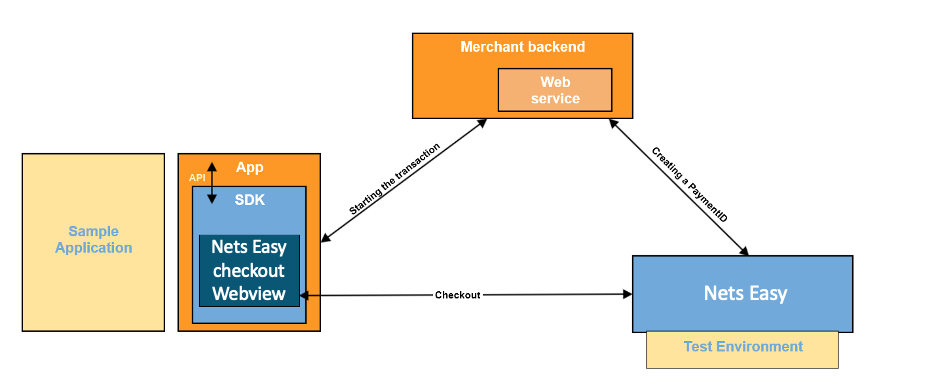 Merchant backend
Web
service
Starting the transaction
Creating a PaymentID
App
API
SDK
Sample
Application
Nets Easy
checkout
Webview
Checkout
Nets Easy
Test Environment